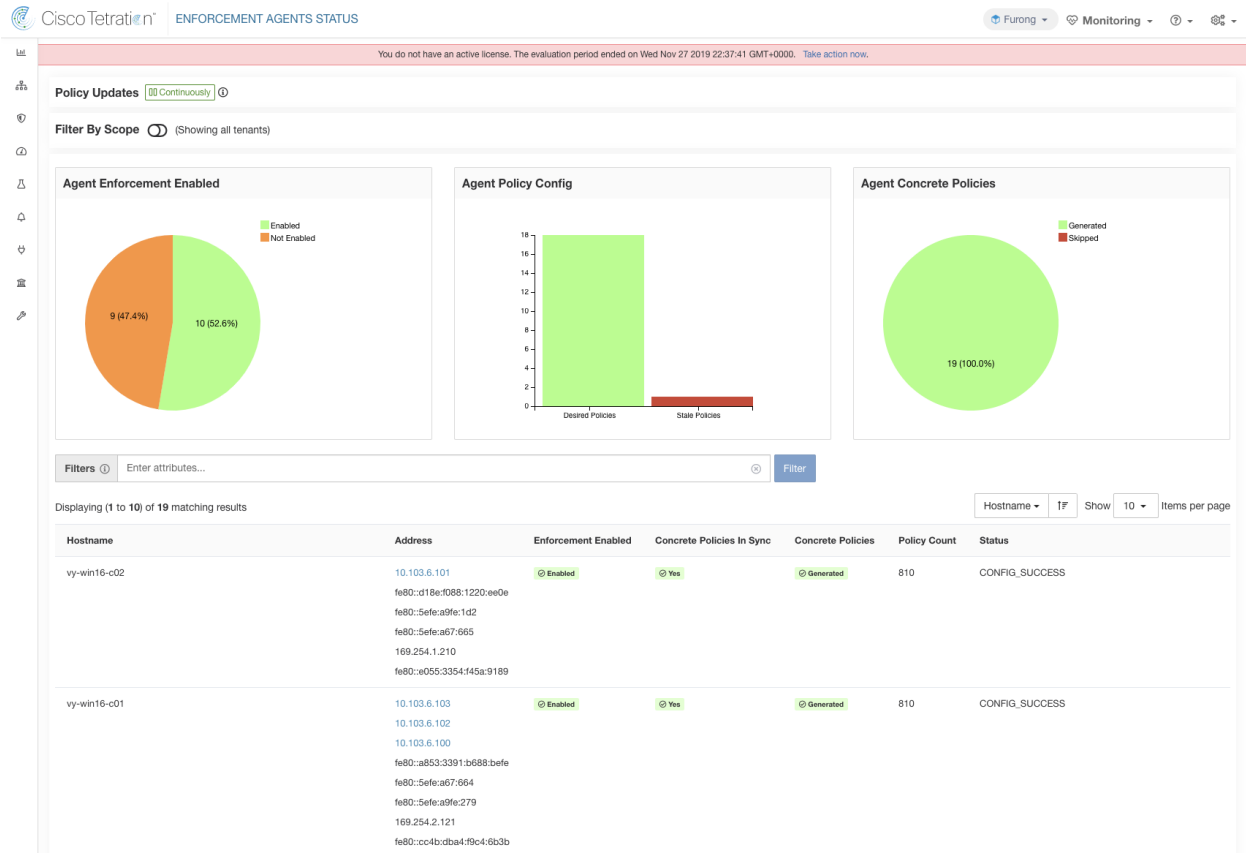 Cisco Tetration™ ENFORCEMENT AGENTS STATUS Furong Monitoring
You do not have an active license. The evaluation period ended on Wed Nov 27 2019 22:37:41 GMT+0000. Take action now.
Policy Updates Continuously
Filter By Scope (Showing all tenants)
Agent Enforcement Enabled
Enabled
Not Enabled
9 (47.4%)
10 (52.6%)
Agent Policy Config
18
16
14
12
10
8
6
4
2
0
Desired Policies Stale Policies
Agent Concrete Policies
Generated
Skipped
19 (100.0%)
Filters Enter attributes... Filter
Displaying (1 to 10) of 19 matching results Hostname Show 10 Items per page
Hostname Address Enforcement Enabled Concrete Policies In Sync Concrete Policies Policy Count Status
vy-win16-c02 10.103.6.101 Enabled Yes Generated 810 CONFIG_SUCCESS
fe80::d18e:f088:1220:ee0e
fe80::5efe:a9fe:1d2
fe80::5efe:a67:665
169.254.1.210
fe80::e055:3354:f45a:9189
vy-win16-c01 10.103.6.103 Enabled Yes Generated 810 CONFIG_SUCCESS
10.103.6.102
10.103.6.100
fe80::a853:3391:b688:befe
fe80::5efe:a67:664
fe80::5efe:a9fe:279
169.254.2.121
fe80::cc4b:dba4:f9c4:6b3b